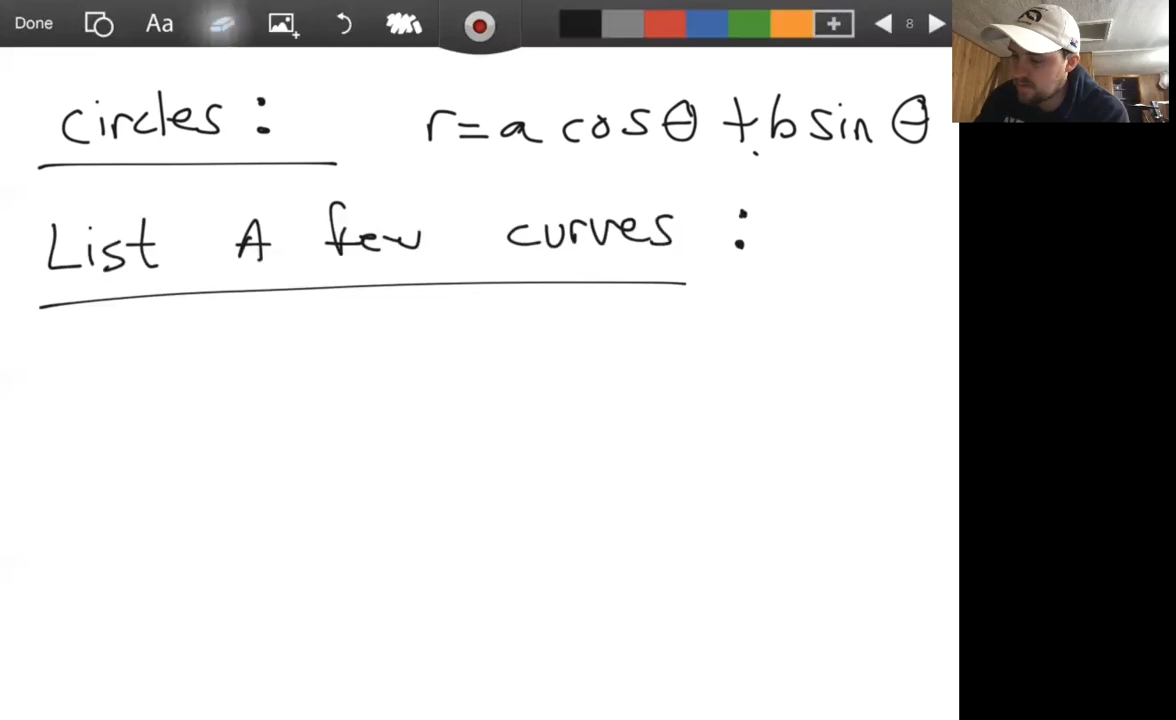 Done Aa 8
circles: r = a cos θ + b sin θ
List A few curves: